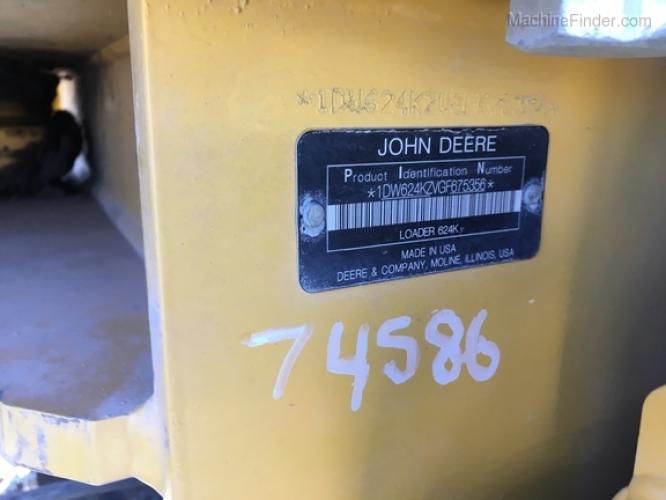 MachineFinder.com
JOHN DEERE
Product Identification Number
*1DW624KZVGF675356*
LOADER 624K
MADE IN USA
DEERE & COMPANY, MOLINE, ILLINOIS, USA
74586